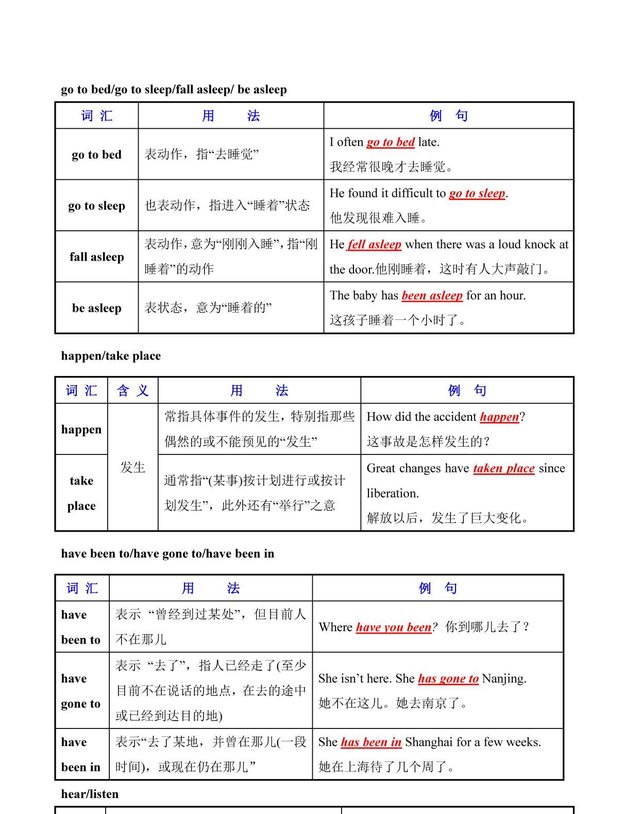 go to bed/go to sleep/fall asleep/ be asleep
词 汇 用 法 例 句
go to bed 表动作，指“去睡觉” I often go to bed late.
我经常很晚才去睡觉。
go to sleep 也表动作，指进入“睡着”状态 He found it difficult to go to sleep.
他发现很难入睡。
fall asleep 表动作，意为“刚刚入睡”，指“刚 He fell asleep when there was a loud knock at
睡着”的动作 the door.他刚睡着，这时有人大声敲门。
be asleep 表状态，意为“睡着的” The baby has been asleep for an hour.
这孩子睡着一个小时了。
happen/take place
词 汇 含 义 用 法 例 句
happen 发生 常指具体事件的发生，特别指那些 How did the accident happen?
偶然的或不能预见的“发生” 这事故是怎样发生的？
take 通常指“(某事)按计划进行或按计 Great changes have taken place since
place 划发生”，此外还有“举行”之意 liberation.
解放以后，发生了巨大变化。
have been to/have gone to/have been in
词 汇 用 法 例 句
have 表示 “曾经到过某处”，但目前人 Where have you been? 你到哪儿去了？
been to 不在那儿
have 表示 “去了”，指人已经走了(至少 She isn't here. She has gone to Nanjing.
gone to 目前不在说话的地点，在去的途中 她不在这儿。她去南京了。
或已经到达目的地)
have 表示“去了某地，并曾在那儿(一段 She has been in Shanghai for a few weeks.
been in 时间)，或现在仍在那儿” 她在上海待了几个周了。
hear/listen